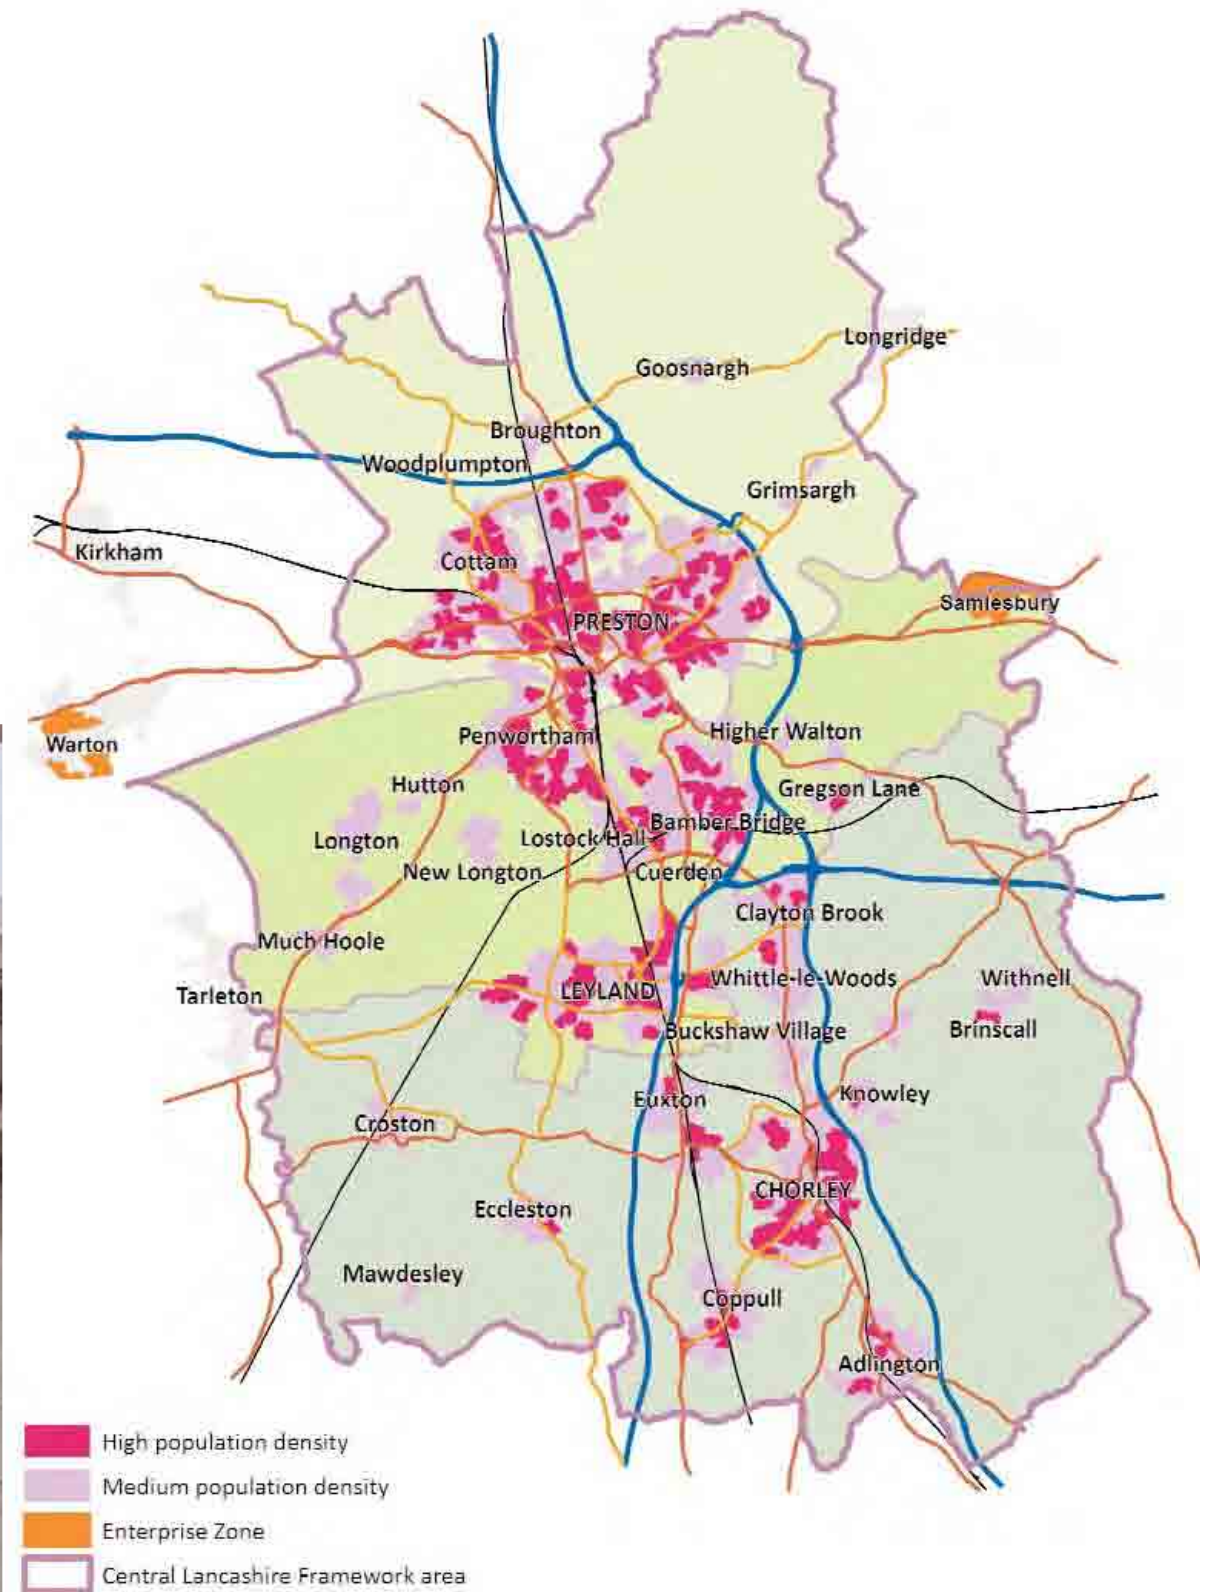 Longridge
Goosnargh
Broughton
Woodplumpton
Grimsargh
Kirkham
Cottam
Samlesbury
PRESTON
Warton
Penwortham
Higher Walton
Hutton
Gregson Lane
Longton
Lostock Hall
Bamber Bridge
New Longton
Cuerden
Clayton Brook
Much Hoole
Tarleton
LEYLAND
Whittle-le-Woods
Withnell
Buckshaw Village
Brinscall
Euxton
Knowley
Croston
CHORLEY
Eccleston
Mawdesley
Coppull
Adlington
High population density
Medium population density
Enterprise Zone
Central Lancashire Framework area